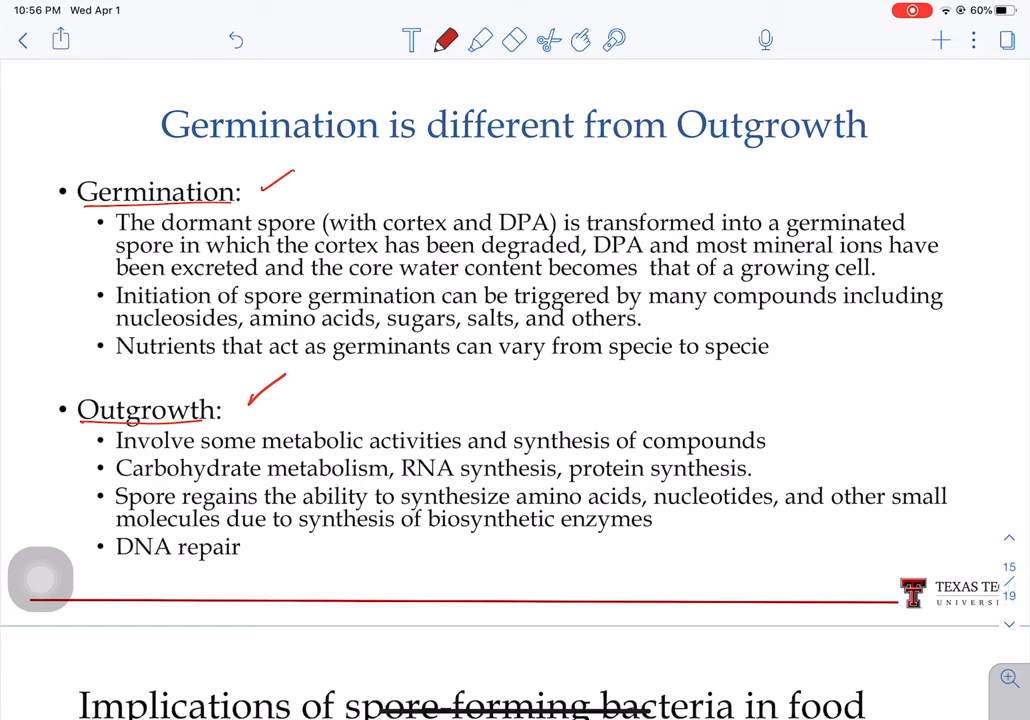 10:56 PM Wed Apr 1
60%
Germination is different from Outgrowth
• Germination:
• The dormant spore (with cortex and DPA) is transformed into a germinated
spore in which the cortex has been degraded, DPA and most mineral ions have
been excreted and the core water content becomes that of a growing cell.
• Initiation of spore germination can be triggered by many compounds including
nucleosides, amino acids, sugars, salts, and others.
• Nutrients that act as germinants can vary from specie to specie
• Outgrowth:
• Involve some metabolic activities and synthesis of compounds
• Carbohydrate metabolism, RNA synthesis, protein synthesis.
• Spore regains the ability to synthesize amino acids, nucleotides, and other small
molecules due to synthesis of biosynthetic enzymes
• DNA repair
15
/
19
TEXAS TE
UNIVERSI
Implications of spore-forming bacteria in food